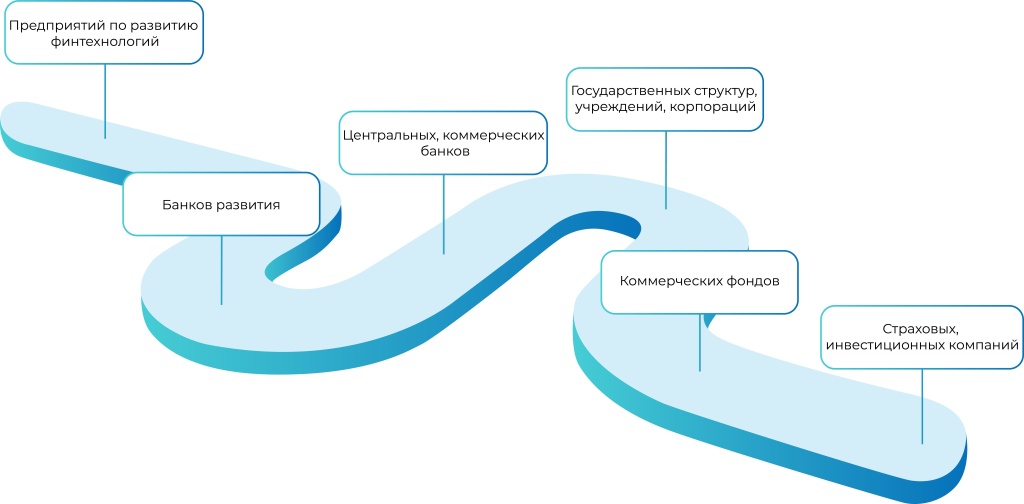 Предприятий по развитию
финтехнологий
Банков развития
Центральных, коммерческих
банков
Государственных структур,
учреждений, корпораций
Коммерческих фондов
Страховых,
инвестиционных компаний